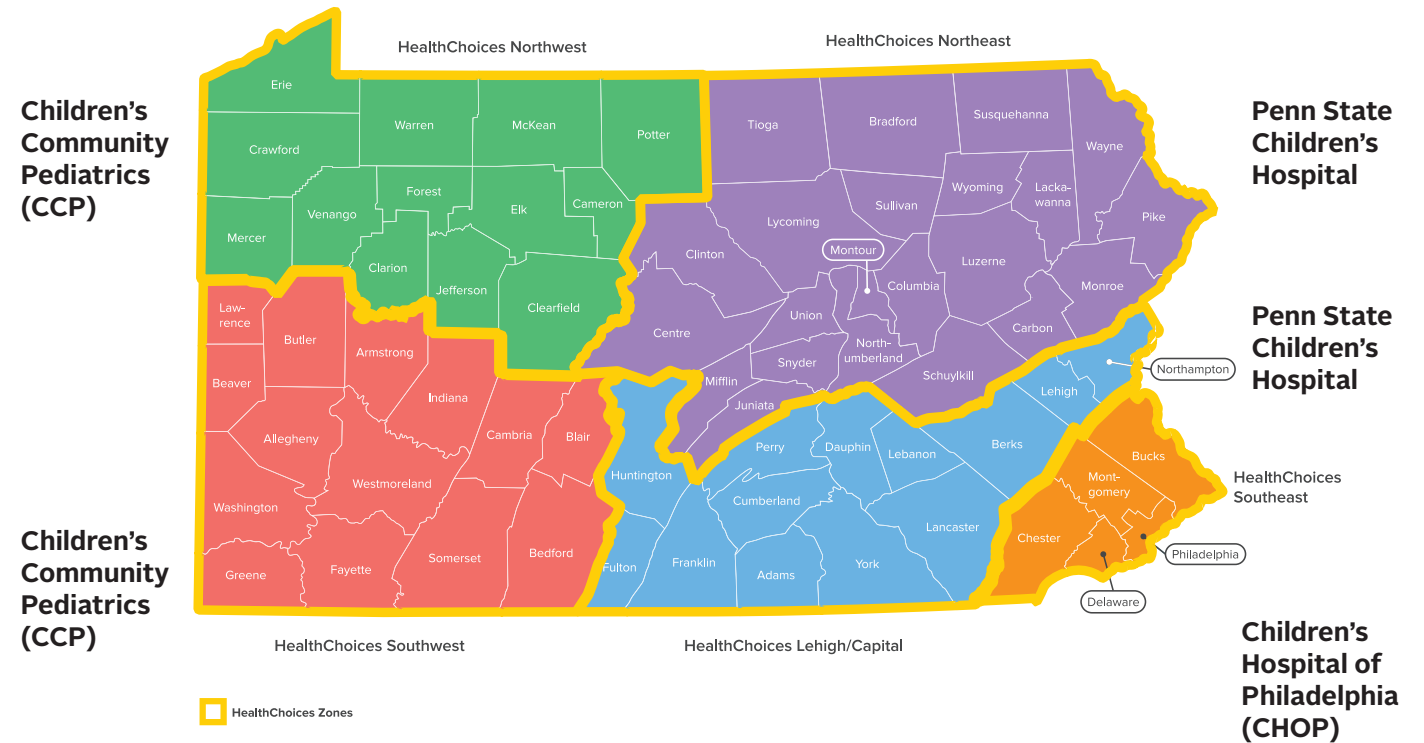 HealthChoices Northwest
HealthChoices Northeast
Children's
Community
Pediatrics
(CCP)
Penn State
Children's
Hospital
Erie
Warren
McKean
Potter
Tioga
Bradford
Susquehanna
Wayne
Crawford
Forest
Elk
Cameron
Venango
Mercer
Clarion
Jefferson
Clearfield
Wyoming
Lacka-
wanna
Sullivan
Lycoming
Pike
Clinton
Montour
Columbia
Luzerne
Monroe
Union
Centre
North-
umberland
Carbon
Snyder
Schuylkill
Mifflin
Juniata
Penn State
Children's
Hospital
Law-
rence
Butler
Armstrong
Beaver
Indiana
Allegheny
Cambria
Blair
Westmoreland
Washington
Somerset
Bedford
Greene
Fayette
Northampton
Lehigh
Perry
Dauphin
Lebanon
Berks
Huntington
Cumberland
Lancaster
Fulton
Franklin
Adams
York
Bucks
Mont-
gomery
Chester
Philadelphia
Delaware
HealthChoices
Southeast
Children's
Community
Pediatrics
(CCP)
HealthChoices Southwest
HealthChoices Lehigh/Capital
Children's
Hospital of
Philadelphia
(CHOP)
HealthChoices Zones